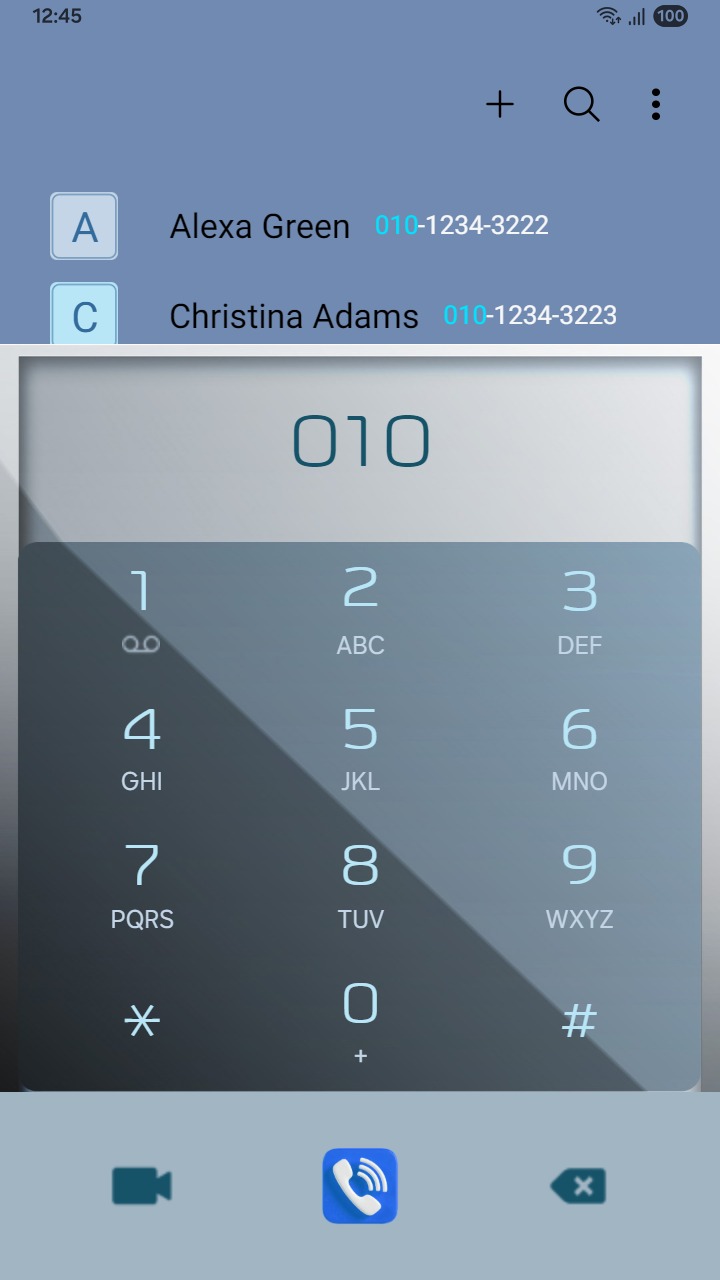 12:45 100
A Alexa Green 010-1234-3222
C Christina Adams 010-1234-3223
010
1 2 3
ABC DEF
4 5 6
GHI JKL MNO
7 8 9
PQRS TUV WXYZ
* 0 #
+